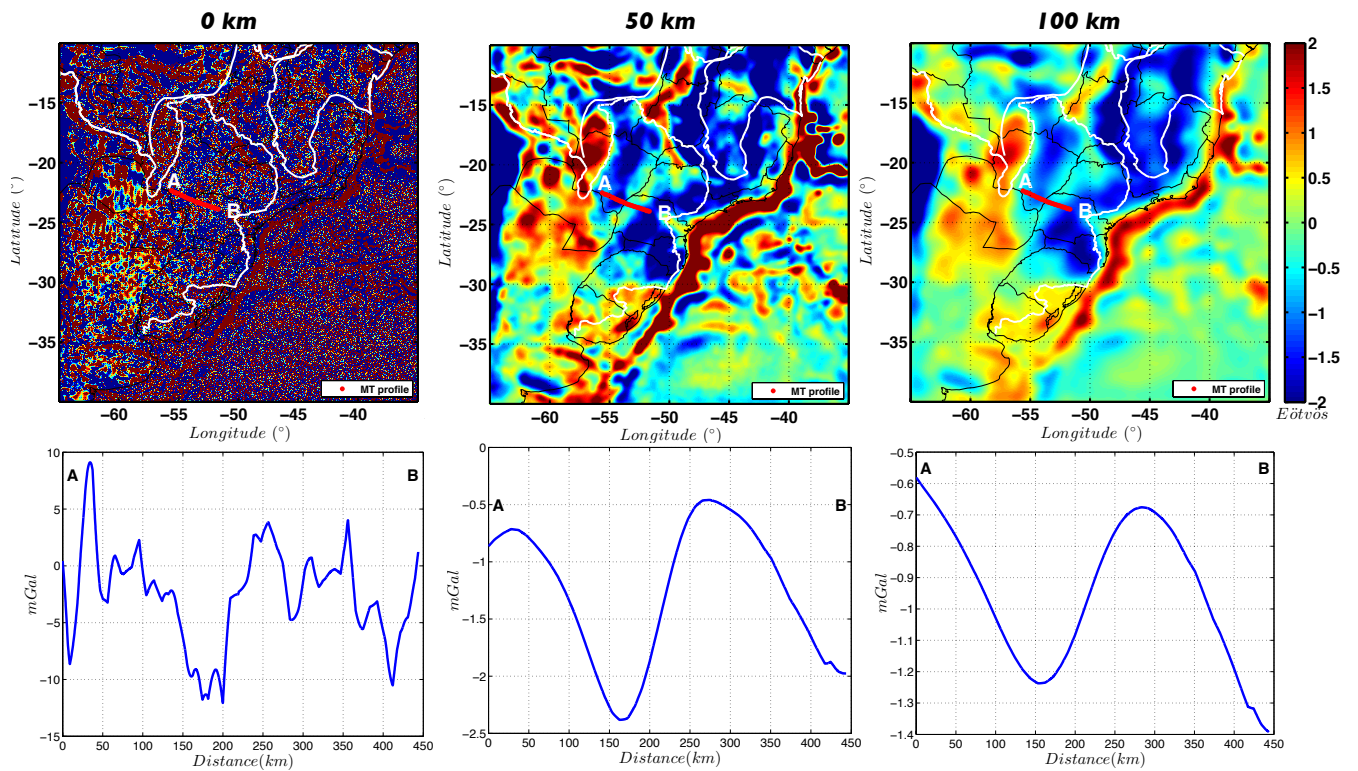 0 km
50 km
100 km
−15
−20
−25
−30
−35
Latitude (°)
A
B
MT profile
−60
−55
−50
−45
−40
Longitude (°)
−15
−20
−25
−30
−35
Latitude (°)
A
B
MT profile
−60
−55
−50
−45
−40
Longitude (°)
−15
−20
−25
−30
−35
Latitude (°)
A
B
MT profile
−60
−55
−50
−45
−40
Longitude (°)
2
1.5
1
0.5
0
−0.5
−1
−1.5
−2
Eötvös
10
5
0
−5
−10
−15
mGal
A
B
0 50 100 150 200 250 300 350 400 450
Distance(km)
0
−0.5
−1
−1.5
−2
−2.5
mGal
A
B
0 50 100 150 200 250 300 350 400 450
Distance(km)
−0.5
−0.6
−0.7
−0.8
−0.9
−1
−1.1
−1.2
−1.3
−1.4
mGal
A
B
0 50 100 150 200 250 300 350 400 450
Distance(km)